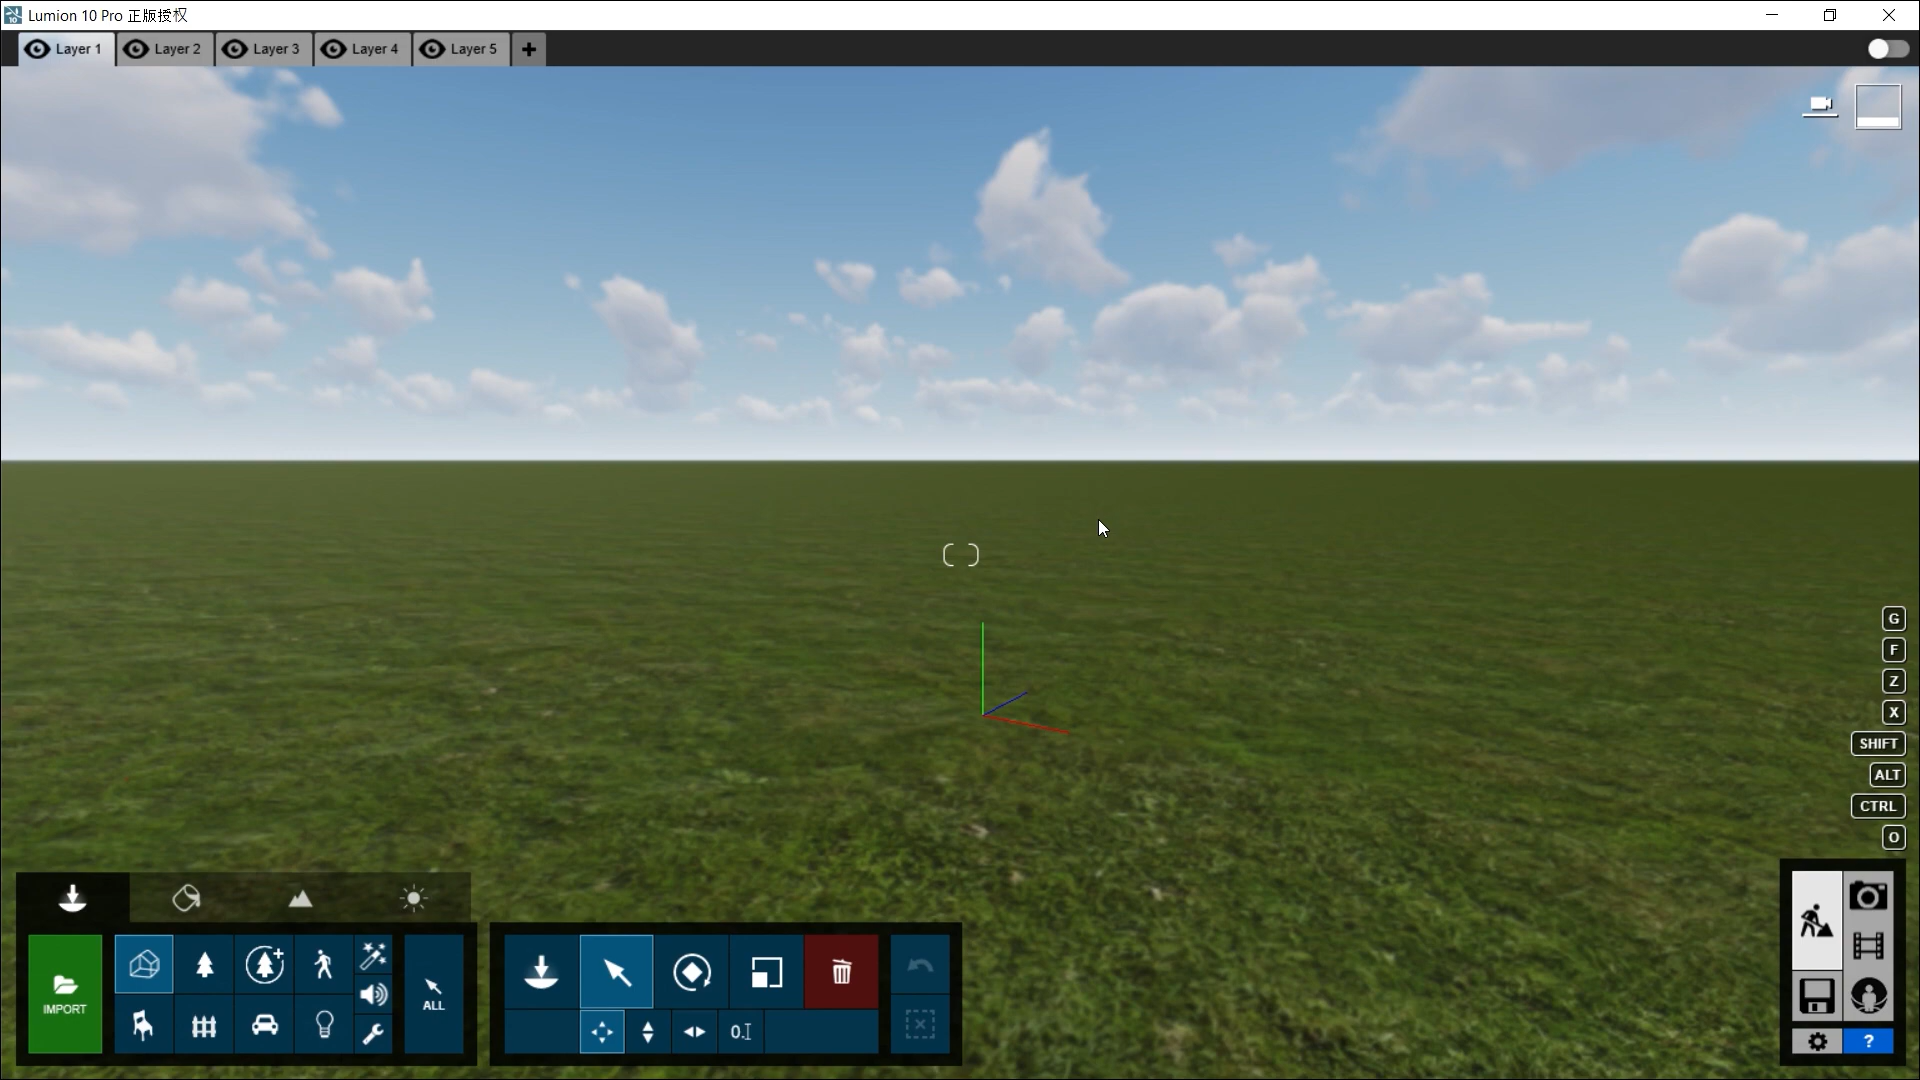 Lumion 10 Pro 正版授权
Layer 1
Layer 2
Layer 3
Layer 4
Layer 5
G
F
Z
X
SHIFT
ALT
CTRL
O
IMPORT
ALL
0.
?